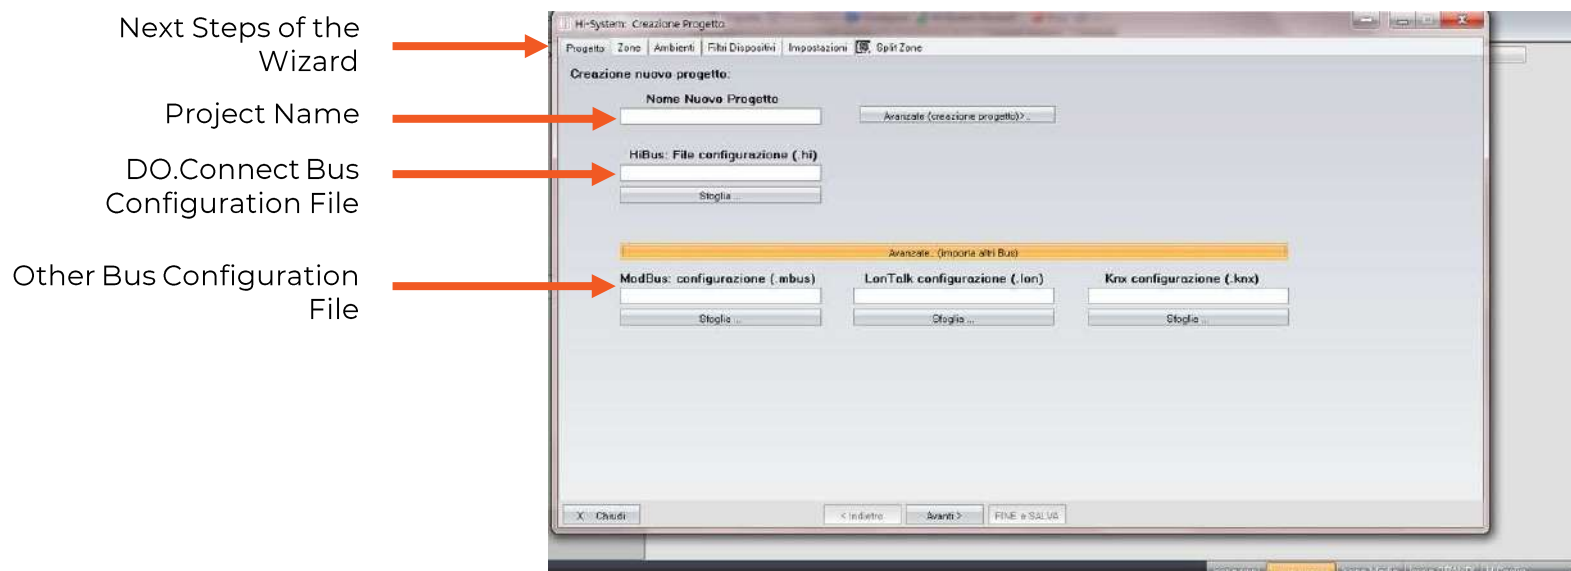 Next Steps of the
Wizard
Project Name
DO.Connect Bus
Configuration File
Other Bus Configuration
File
Hi-System: Creazione Progetto
Progetto Zone Ambienti Filtri Dispositivi Impostazioni Split Zone
Creazione nuovo progetto:
Nome Nuovo Progetto
Avanzate (creazione progetto)>..
HiBus: File configurazione (.hi)
Sfoglia ...
Avanzate.. (importa altri Bus)
ModBus: configurazione (.mbus) LonTalk configurazione (.lon) Knx configurazione (.knx)
Sfoglia ... Sfoglia ... Sfoglia ...
X Chiudi < Indietro Avanti > FINE e SALVA